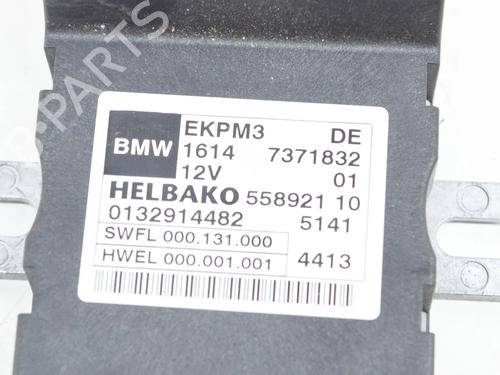 BMW EKPM3 DE
1614 7371832
12V 01
HELBAKO 558921 10
0132914482 5141
SWFL 000.131.000
HWEL 000.001.001 4413
PARTS